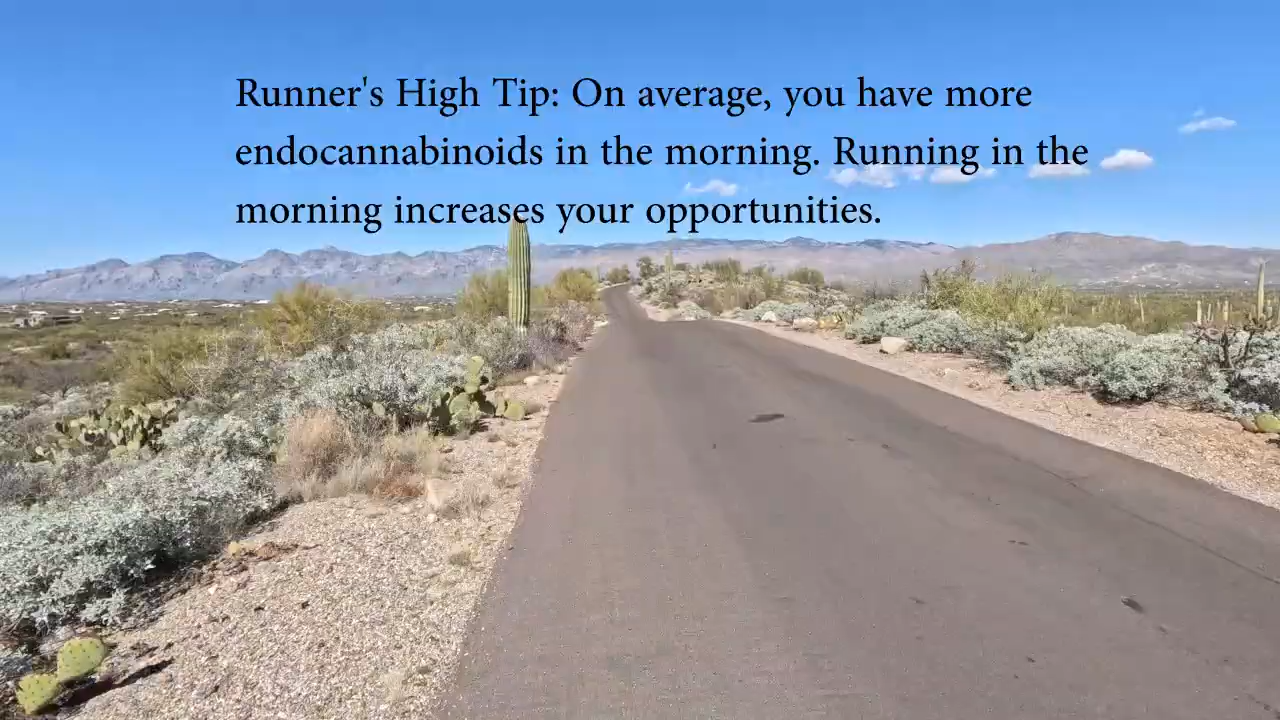 Runner's High Tip: On average, you have more
endocannabinoids in the morning. Running in the
morning increases your opportunities.